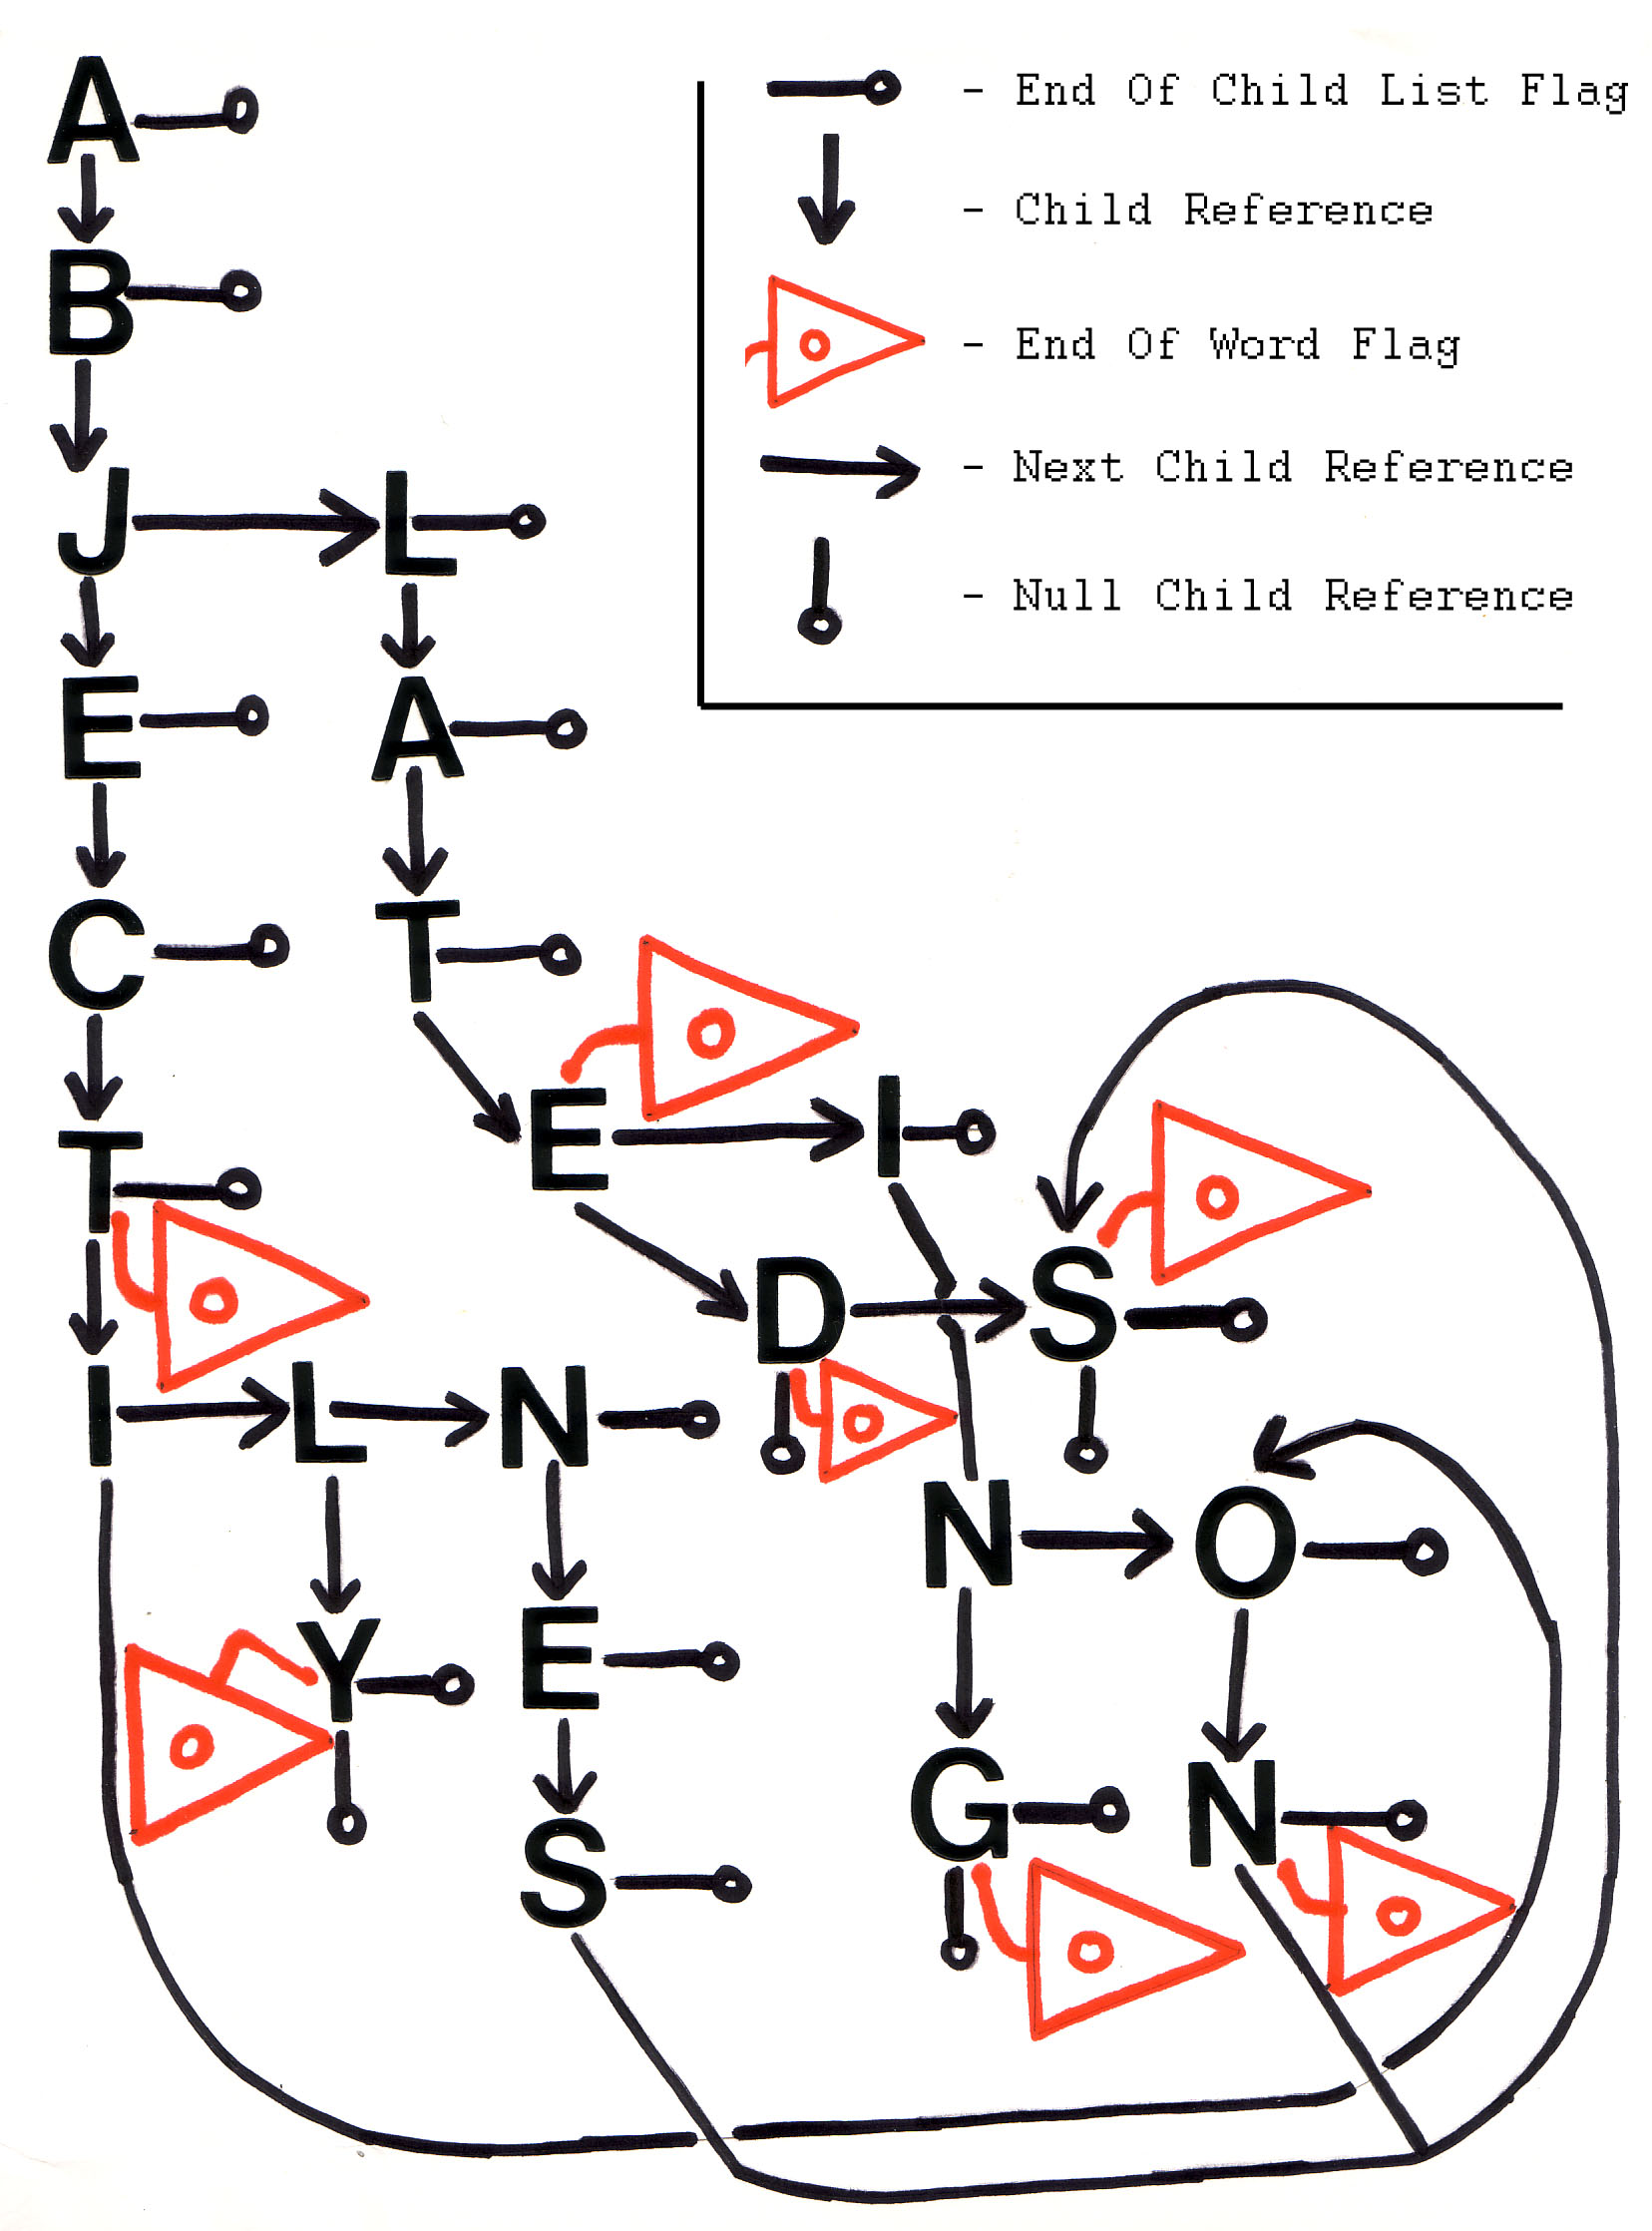 A
- End Of Child List Flag
- Child Reference
B
- End Of Word Flag
J L
- Next Child Reference
- Null Child Reference
E A
C T
T E I
D S
I L N
N O
Y E
G N
S